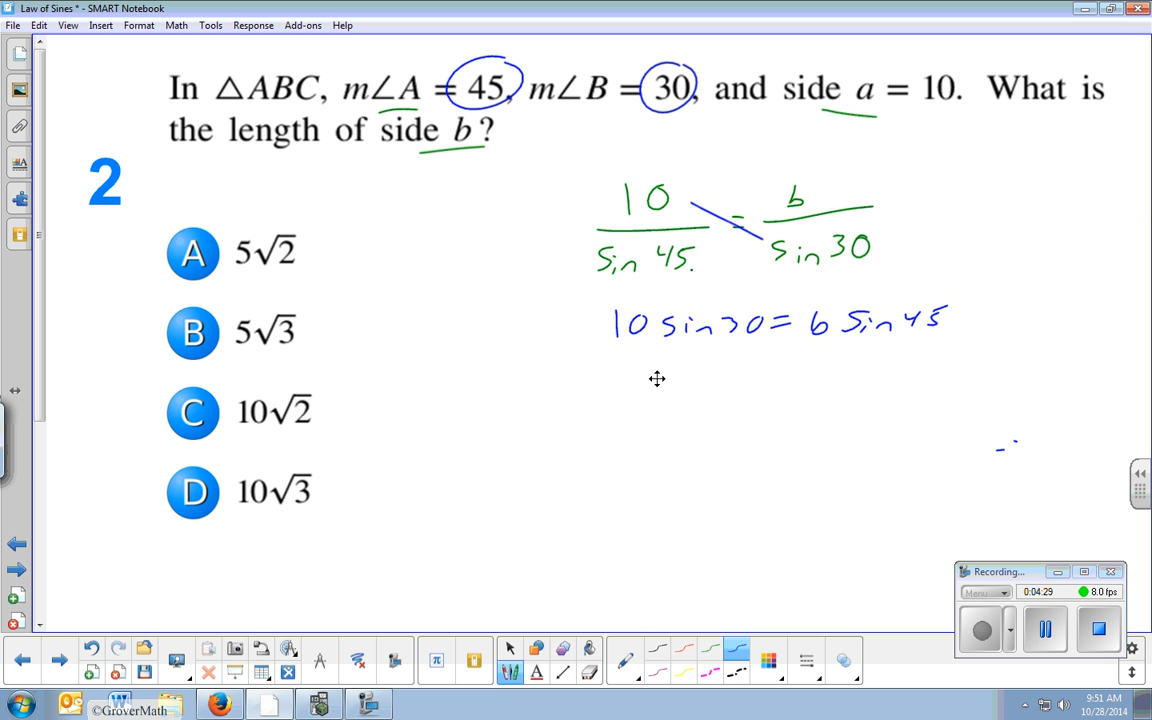 Law of Sines * - SMART Notebook
File Edit View Insert Format Math Tools Response Add-ons Help
In △ABC, m∠A = 45, m∠B = 30, and side a = 10. What is
the length of side b?
2
10 / sin 45. = b / sin 30
A 5√2
10 sin 30 = b sin 45
B 5√3
C 10√2
D 10√3
Recording...
Menu 0:04:29 8.0 fps
π
A
©GroverMath
9:51 AM
10/28/2014